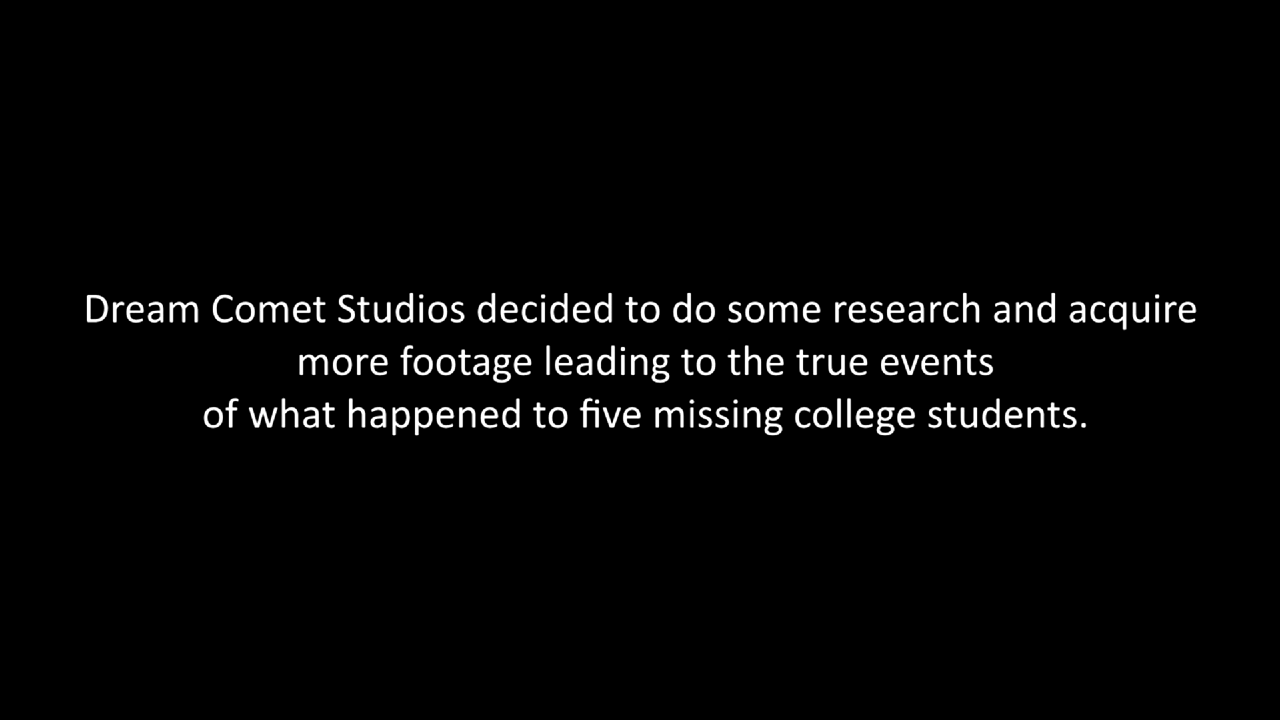 Dream Comet Studios decided to do some research and acquire
more footage leading to the true events
of what happened to five missing college students.